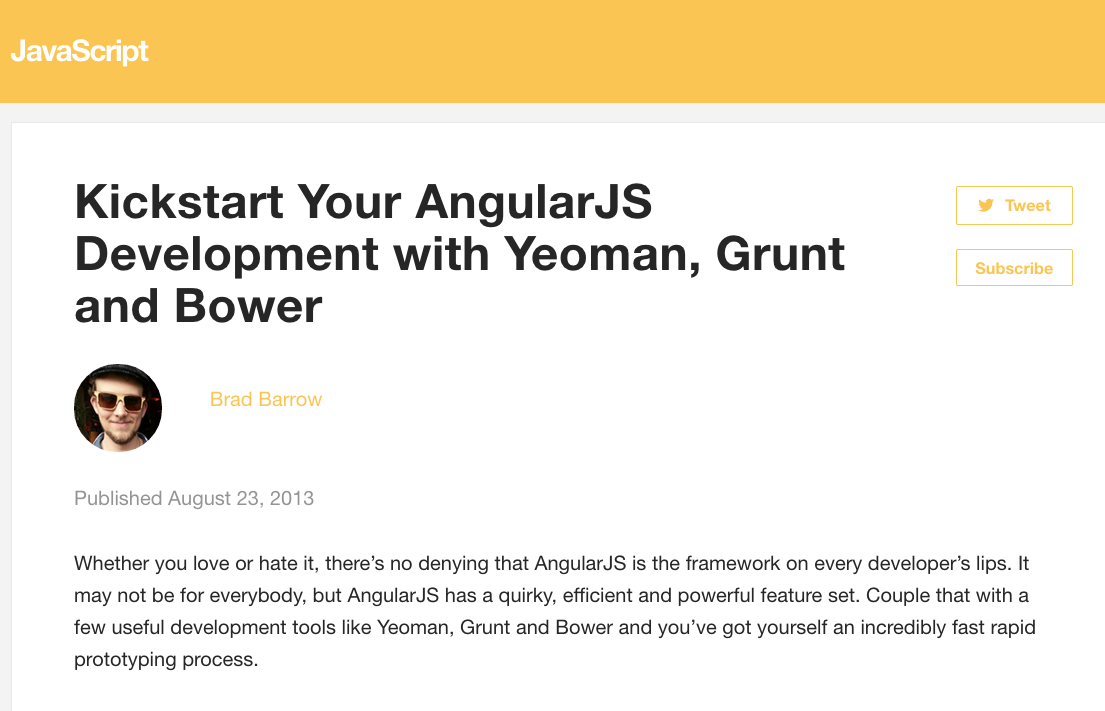 JavaScript
Kickstart Your AngularJS
Development with Yeoman, Grunt
and Bower
Tweet
Subscribe
Brad Barrow
Published August 23, 2013
Whether you love or hate it, there’s no denying that AngularJS is the framework on every developer’s lips. It
may not be for everybody, but AngularJS has a quirky, efficient and powerful feature set. Couple that with a
few useful development tools like Yeoman, Grunt and Bower and you’ve got yourself an incredibly fast rapid
prototyping process.